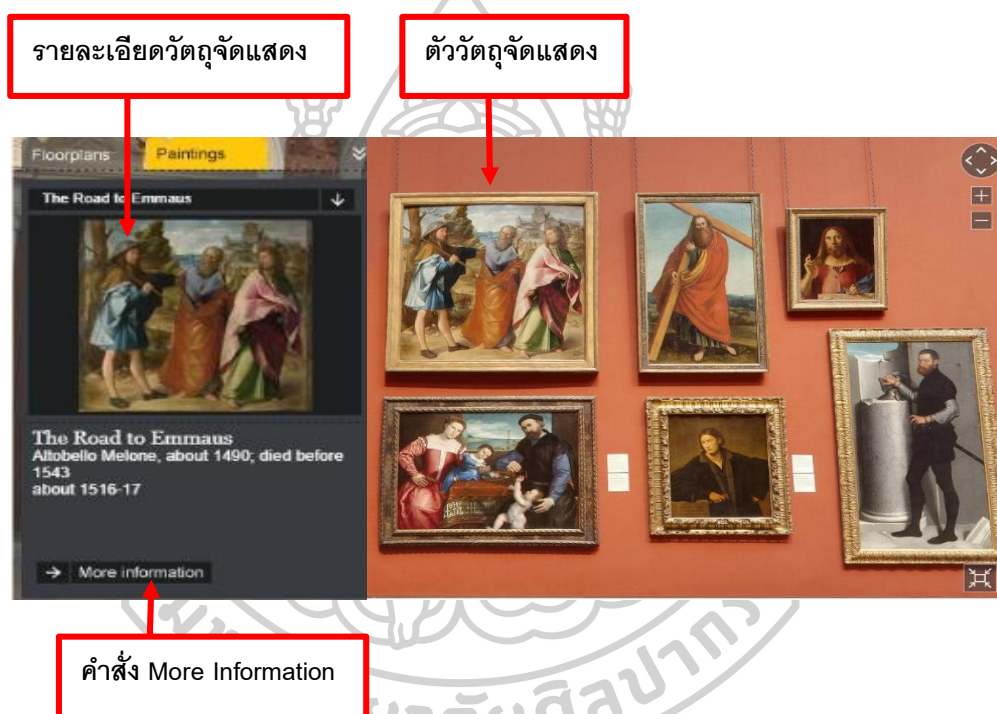 รายละเอียดวัตถุจัดแสดง
ตัววัตถุจัดแสดง
Floorplans
Paintings
The Road to Emmaus
The Road to Emmaus
Altobello Melone, about 1490; died before
1543
about 1516-17
More information
คำสั่ง More Information